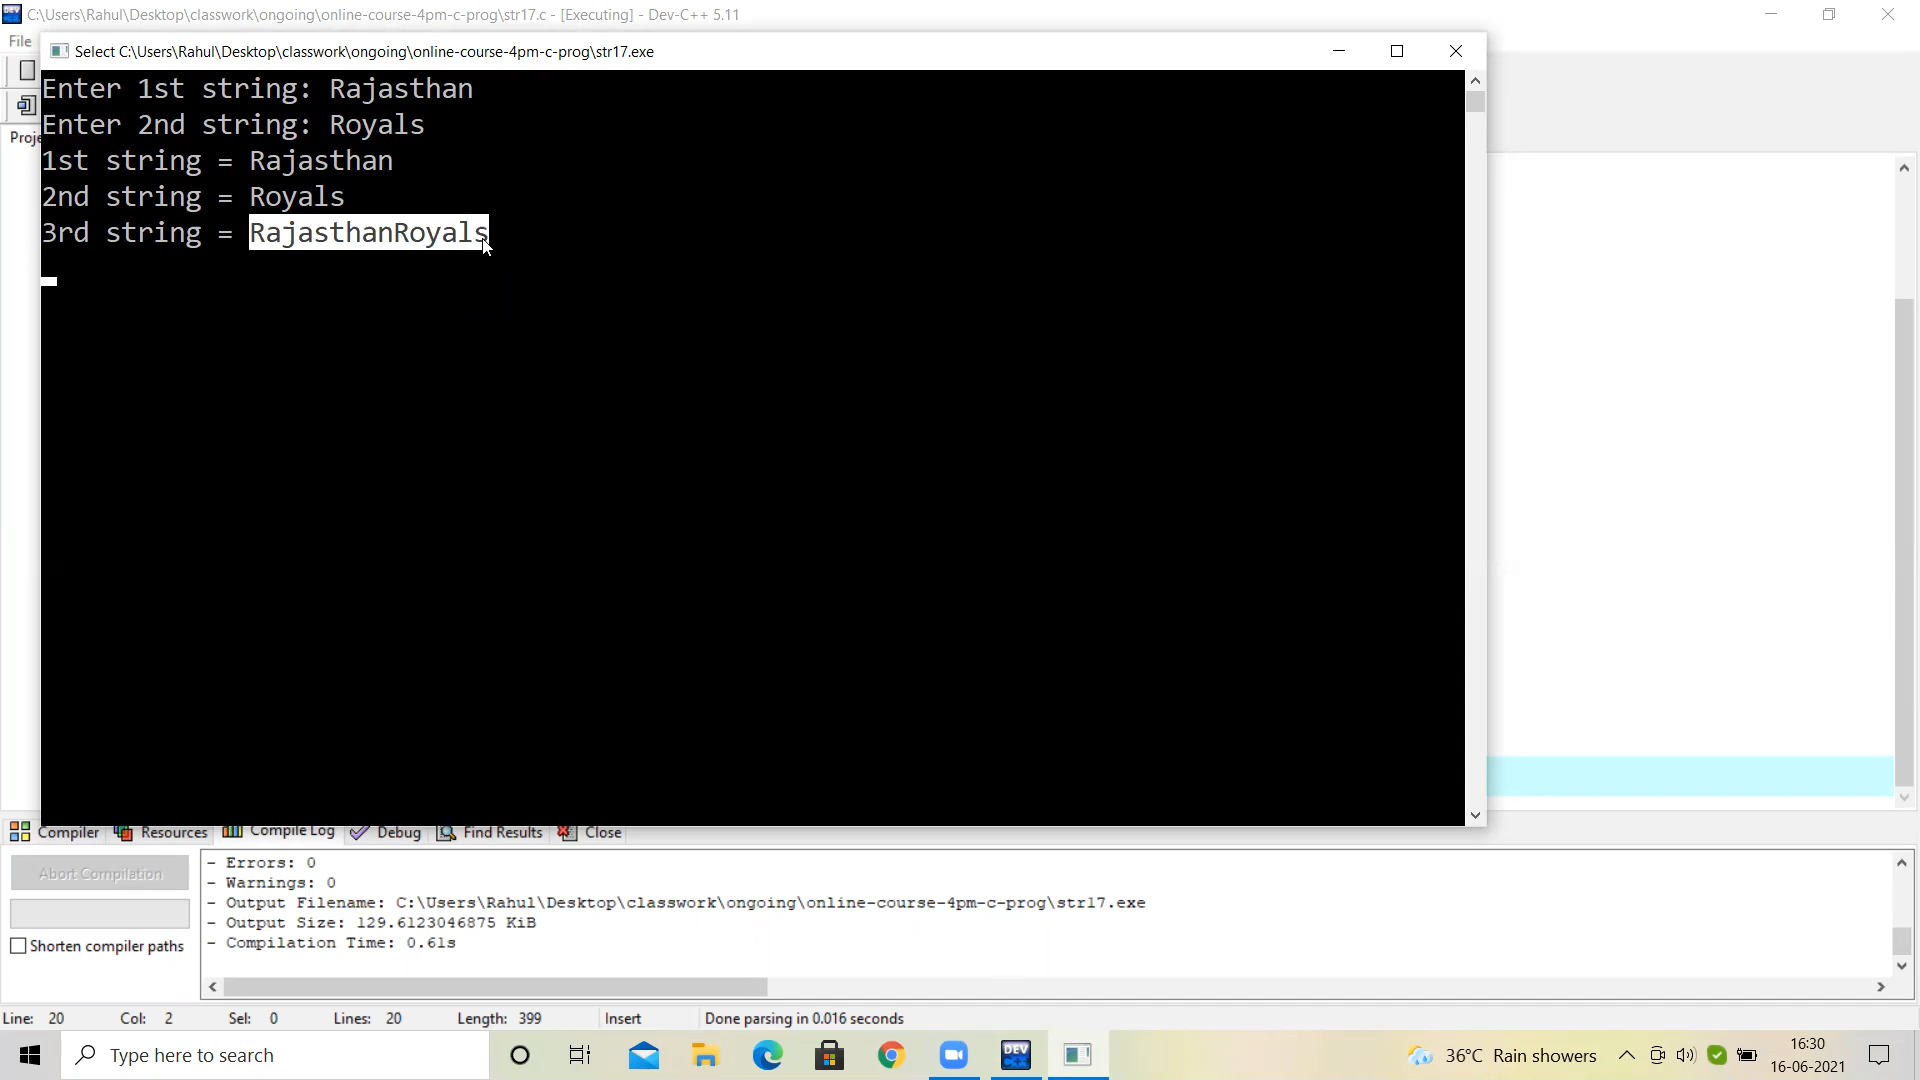 C:\Users\Rahul\Desktop\classwork\ongoing\online-course-4pm-c-prog\str17.c - [Executing] - Dev-C++ 5.11
File
Select C:\Users\Rahul\Desktop\classwork\ongoing\online-course-4pm-c-prog\str17.exe
Enter 1st string: Rajasthan
Enter 2nd string: Royals
Proje
1st string = Rajasthan
2nd string = Royals
3rd string = RajasthanRoyals
Compiler Resources Compile Log Debug Find Results Close
Abort Compilation
Shorten compiler paths
- Errors: 0
- Warnings: 0
- Output Filename: C:\Users\Rahul\Desktop\classwork\ongoing\online-course-4pm-c-prog\str17.exe
- Output Size: 129.6123046875 KiB
- Compilation Time: 0.61s
Line: 20 Col: 2 Sel: 0 Lines: 20 Length: 399 Insert Done parsing in 0.016 seconds
Type here to search
DEV
36°C Rain showers
16:30
16-06-2021